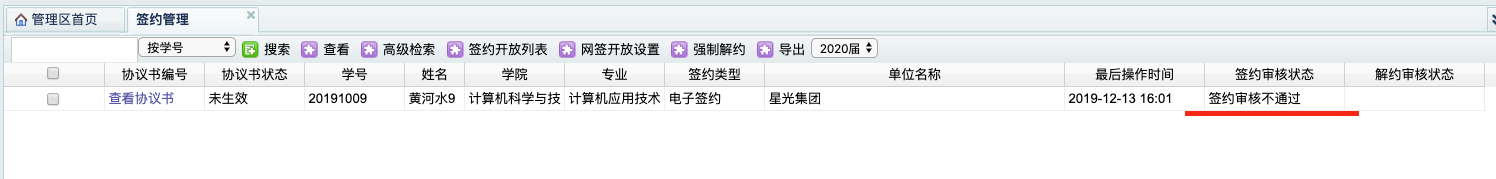 管理区首页 签约管理
按学号 搜索 查看 高级检索 签约开放列表 网签开放设置 强制解约 导出 2020届
协议书编号 协议书状态 学号 姓名 学院 专业 签约类型 单位名称 最后操作时间 签约审核状态 解约审核状态
查看协议书 未生效 20191009 黄河水9 计算机科学与技 计算机应用技术 电子签约 星光集团 2019-12-13 16:01 签约审核不通过